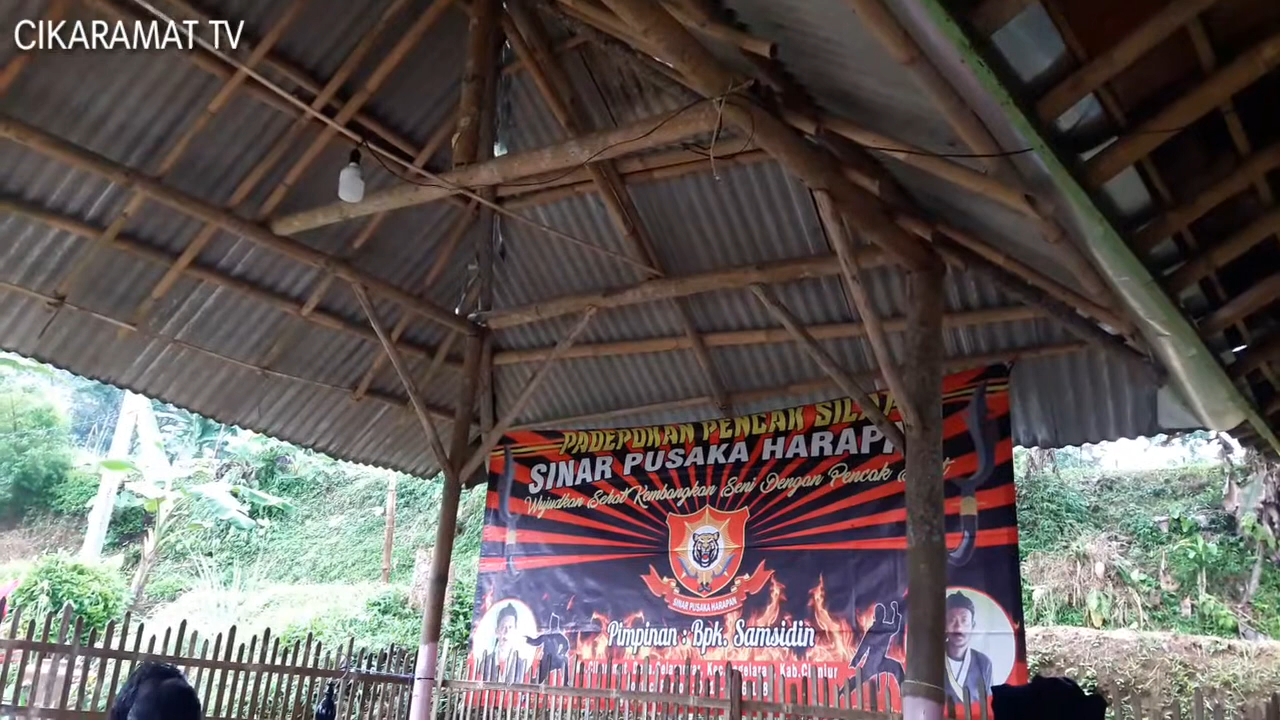 CIKARAMAT TV
PADEPOKAN PENCAK SILAT
SINAR PUSAKA HARAPAN
Wujudkan Sehat Kembangkan Seni Dengan Pencak
SINAR PUSAKA HARAPAN
Pimpinan : Bpk. Samsidin
Kab.Cianjur